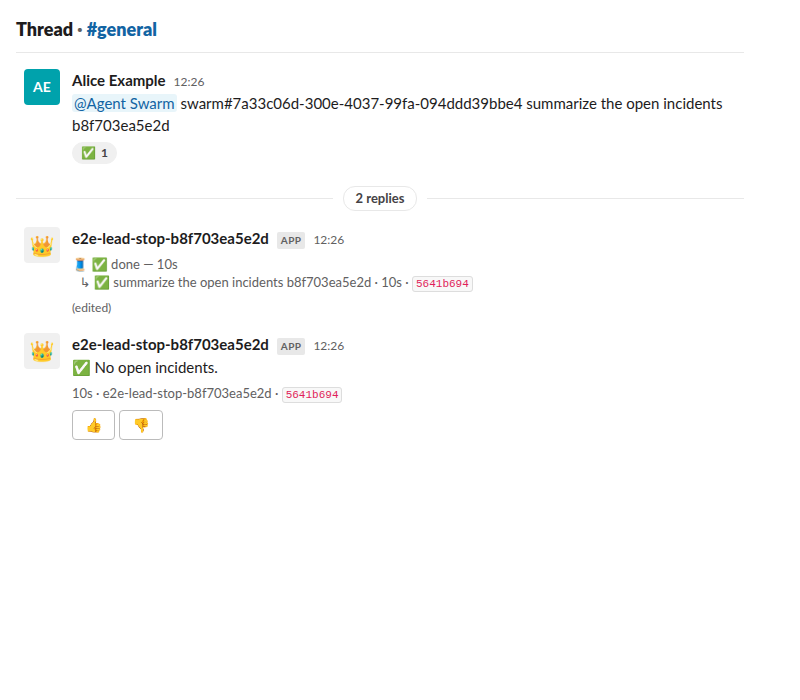 Thread • #general
AE
Alice Example 12:26
@Agent Swarm swarm#7a33c06d-300e-4037-99fa-094ddd39bbe4 summarize the open incidents
b8f703ea5e2d
✅ 1
2 replies
e2e-lead-stop-b8f703ea5e2d APP 12:26
🧵 ✅ done — 10s
↳ ✅ summarize the open incidents b8f703ea5e2d · 10s · 5641b694
(edited)
e2e-lead-stop-b8f703ea5e2d APP 12:26
✅ No open incidents.
10s · e2e-lead-stop-b8f703ea5e2d · 5641b694
👍 👎